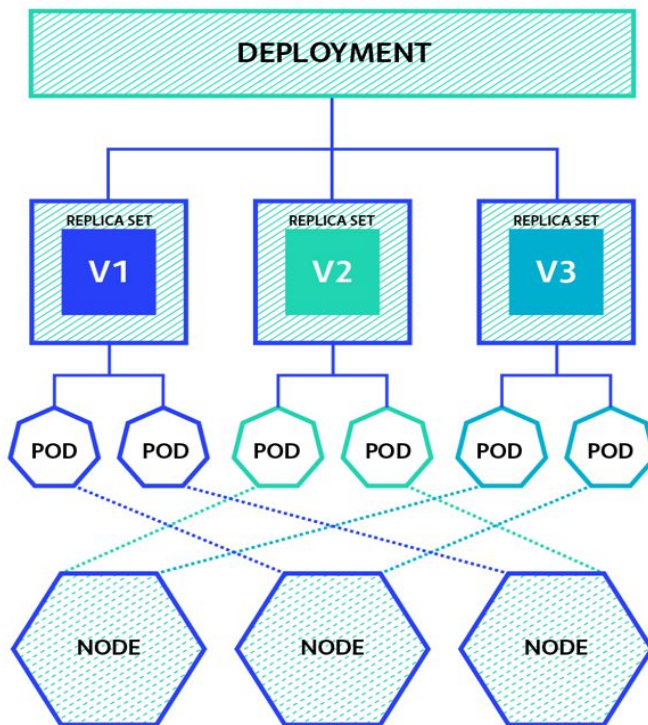 DEPLOYMENT
REPLICA SET
V1
REPLICA SET
V2
REPLICA SET
V3
POD
POD
POD
POD
POD
POD
NODE
NODE
NODE